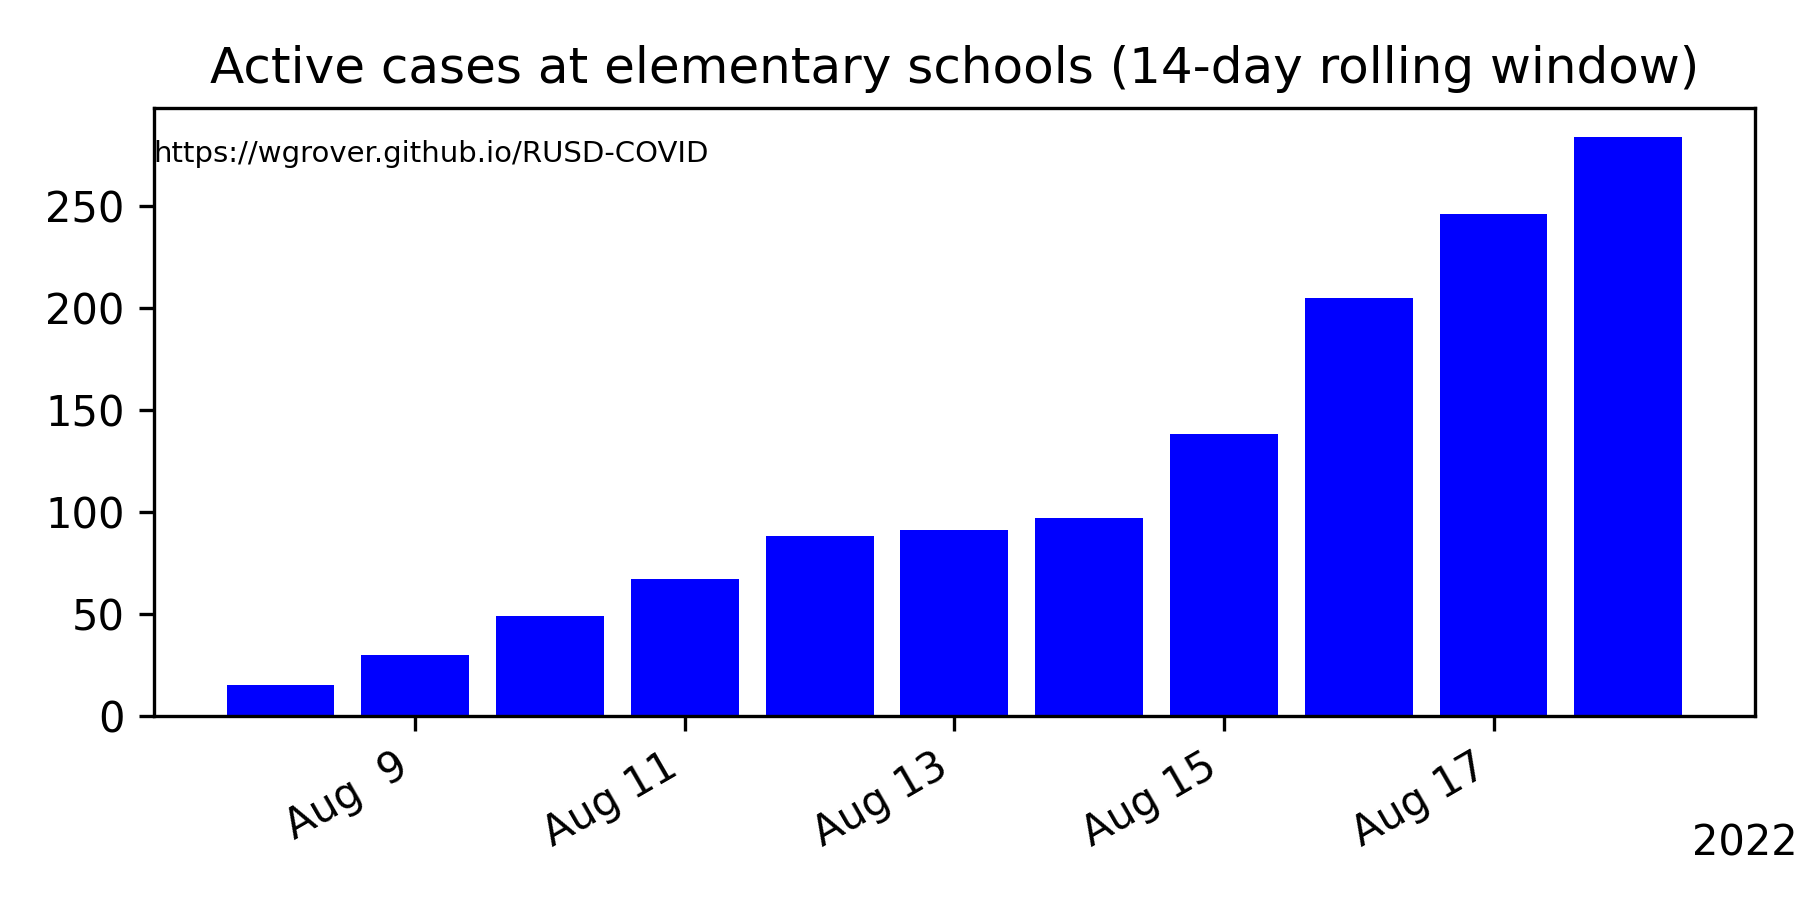 Active cases at elementary schools (14-day rolling window)
https://wgrover.github.io/RUSD-COVID
250
200
150
100
50
0
Aug 9
Aug 11
Aug 13
Aug 15
Aug 17
2022